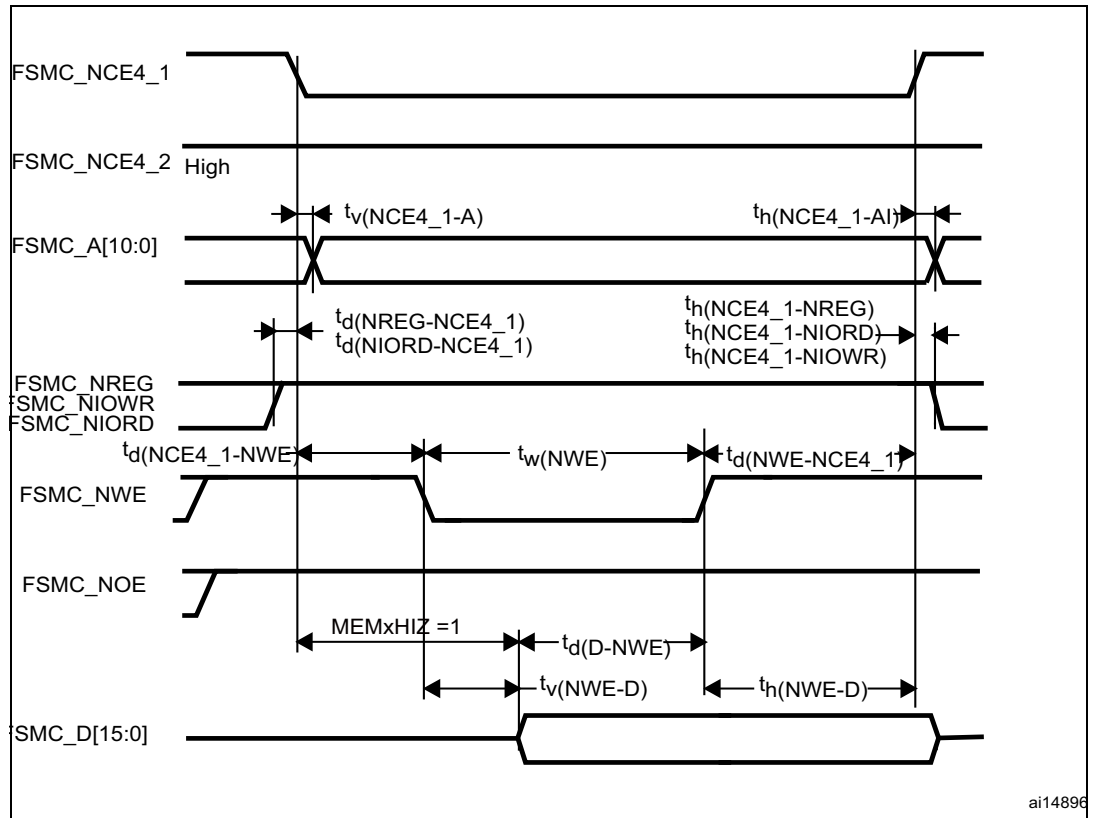 FSMC_NCE4_1
FSMC_NCE4_2 High
tv(NCE4_1-A)
th(NCE4_1-AI)
FSMC_A[10:0]
td(NREG-NCE4_1)
td(NIORD-NCE4_1)
th(NCE4_1-NREG)
th(NCE4_1-NIORD)
th(NCE4_1-NIOWR)
FSMC_NREG
FSMC_NIOWR
FSMC_NIORD
td(NCE4_1-NWE)
tw(NWE)
td(NWE-NCE4_1)
FSMC_NWE
FSMC_NOE
MEMxHIZ =1
td(D-NWE)
tv(NWE-D)
th(NWE-D)
FSMC_D[15:0]
ai14896